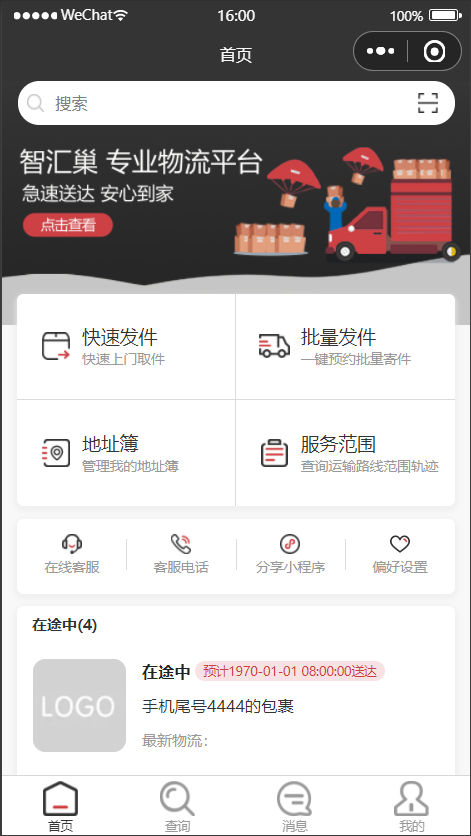 WeChat 16:00 100%
首页
搜索
智汇巢 专业物流平台
急速送达 安心到家
点击查看
快速发件 批量发件
快速上门取件 一键预约批量寄件
地址簿 服务范围
管理我的地址簿 查询运输路线范围轨迹
在线客服 客服电话 分享小程序 偏好设置
在途中(4)
LOGO
在途中 预计1970-01-01 08:00:00送达
手机尾号4444的包裹
最新物流:
首页 查询 消息 我的